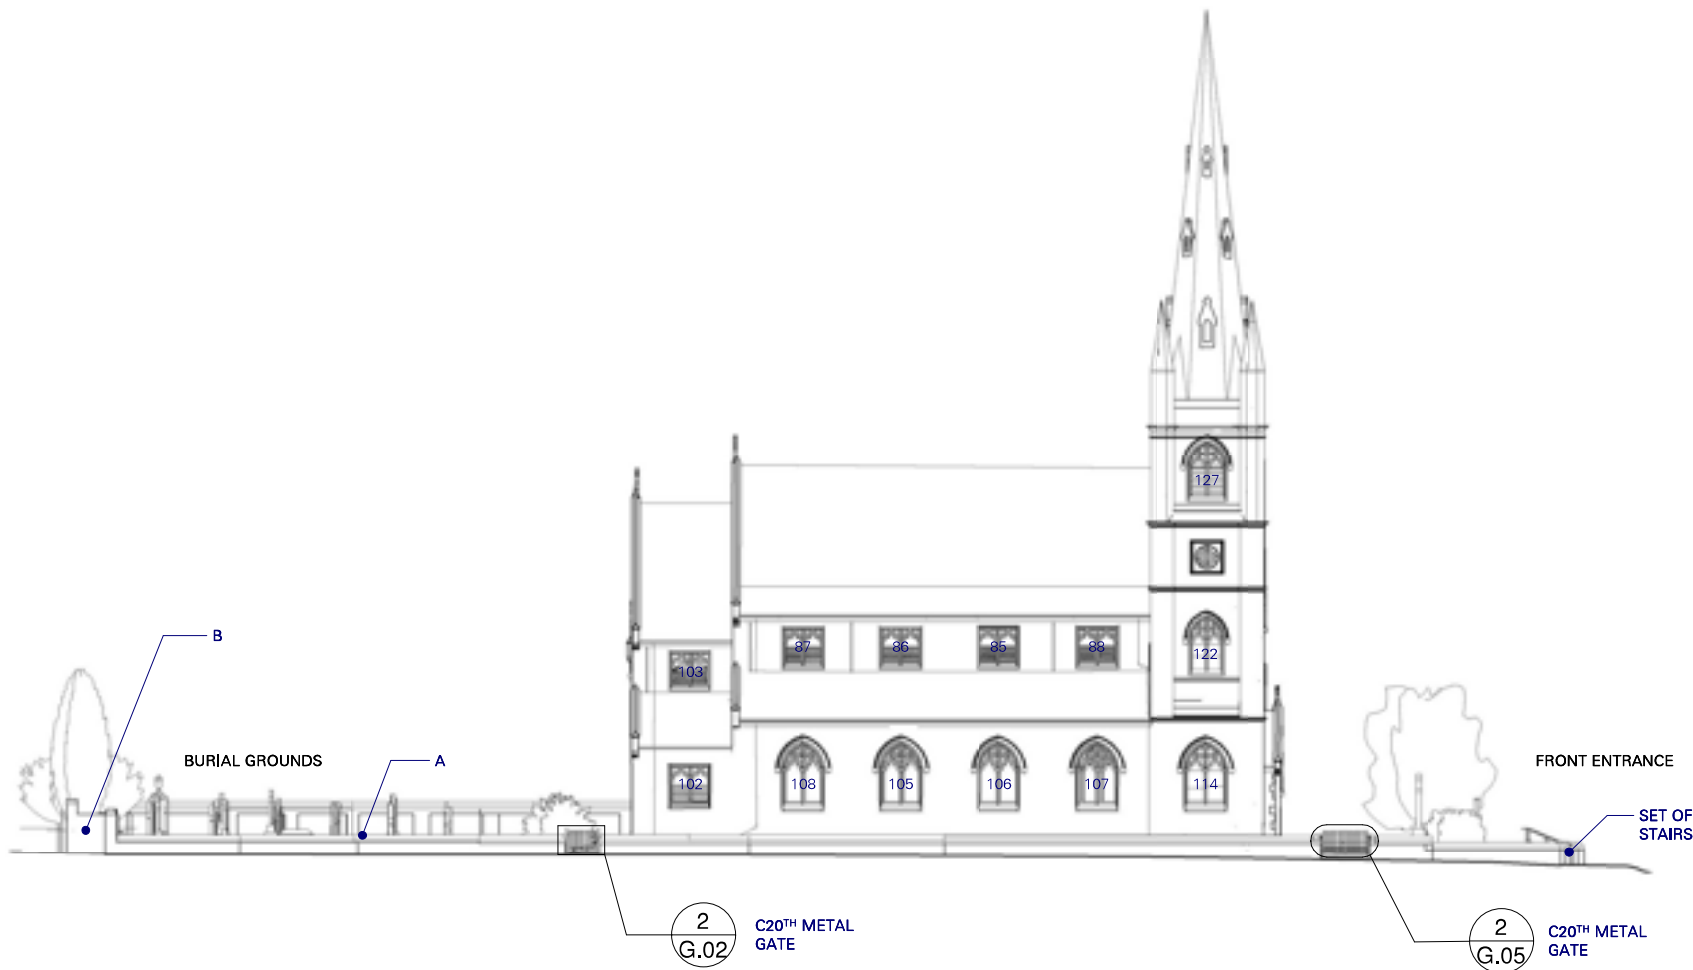 127
122
87
86
85
88
103
B
BURIAL GROUNDS
A
FRONT ENTRANCE
102
108
105
106
107
114
SET OF
STAIRS
2
G.02
C20TH METAL
GATE
2
G.05
C20TH METAL
GATE